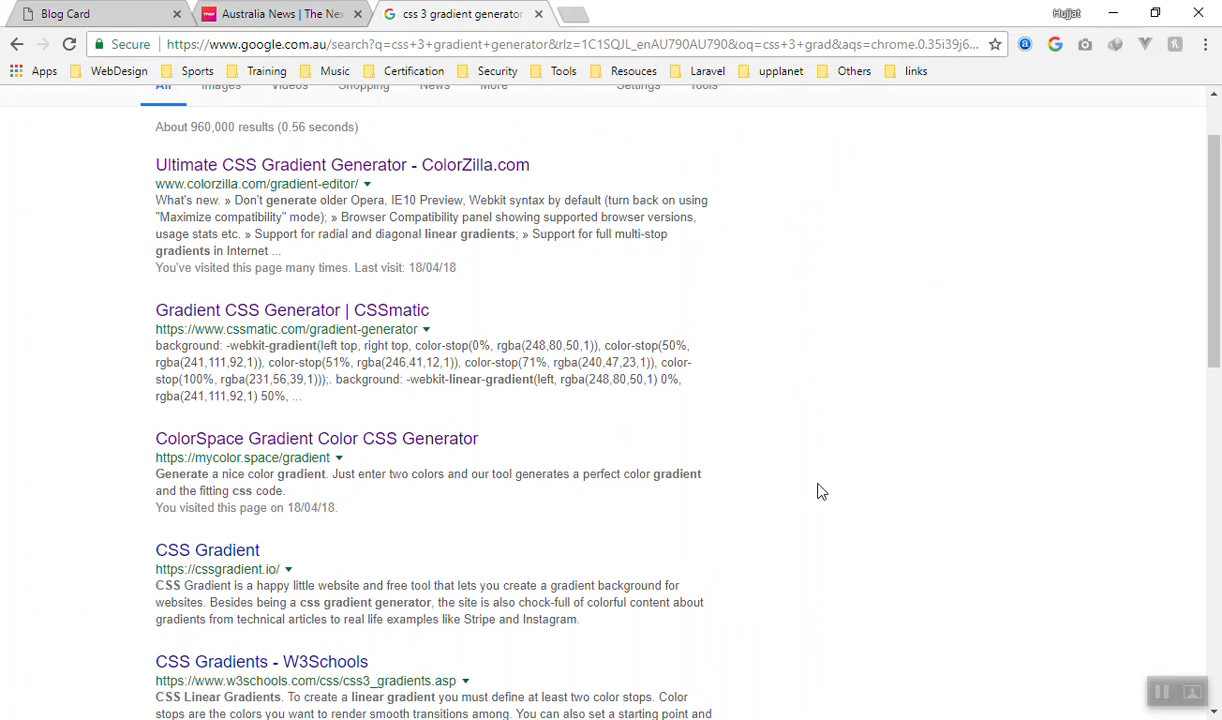 Blog Card
Australia News | The Nex
css 3 gradient generator
Hujjat
Secure
https://www.google.com.au/search?q=css+3+gradient+generator&rlz=1C1SQJL_enAU790AU790&oq=css+3+grad&aqs=chrome.0.35i39j6...
Apps WebDesign Sports Training Music Certification Security Tools Resouces Laravel upplanet Others links
All Images Videos Shopping News More Settings Tools
About 960,000 results (0.56 seconds)
Ultimate CSS Gradient Generator - ColorZilla.com
www.colorzilla.com/gradient-editor/
What's new. » Don't generate older Opera, IE10 Preview, Webkit syntax by default (turn back on using
"Maximize compatibility" mode); » Browser Compatibility panel showing supported browser versions,
usage stats etc. » Support for radial and diagonal linear gradients; » Support for full multi-stop
gradients in Internet ...
You've visited this page many times. Last visit: 18/04/18
Gradient CSS Generator | CSSmatic
https://www.cssmatic.com/gradient-generator
background: -webkit-gradient(left top, right top, color-stop(0%, rgba(248,80,50,1)), color-stop(50%,
rgba(241,111,92,1)), color-stop(51%, rgba(246,41,12,1)), color-stop(71%, rgba(240,47,23,1)), color-
stop(100%, rgba(231,56,39,1)));. background: -webkit-linear-gradient(left, rgba(248,80,50,1) 0%,
rgba(241,111,92,1) 50%, ...
ColorSpace Gradient Color CSS Generator
https://mycolor.space/gradient
Generate a nice color gradient. Just enter two colors and our tool generates a perfect color gradient
and the fitting css code.
You visited this page on 18/04/18.
CSS Gradient
https://cssgradient.io/
CSS Gradient is a happy little website and free tool that lets you create a gradient background for
websites. Besides being a css gradient generator, the site is also chock-full of colorful content about
gradients from technical articles to real life examples like Stripe and Instagram.
CSS Gradients - W3Schools
https://www.w3schools.com/css/css3_gradients.asp
CSS Linear Gradients. To create a linear gradient you must define at least two color stops. Color
stops are the colors you want to render smooth transitions among. You can also set a starting point and